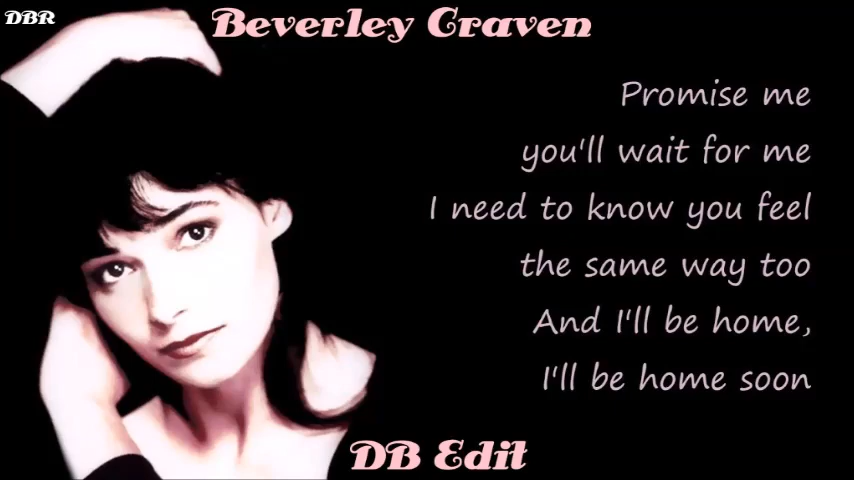 DBR
Beverley Craven
Promise me
you'll wait for me
I need to know you feel
the same way too
And I'll be home,
I'll be home soon
DB Edit